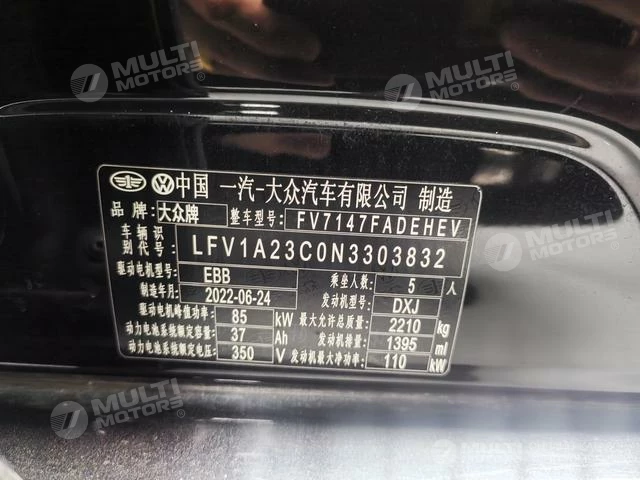 MULTI MOTORS®
MULTI MOTORS®
中国 一汽-大众汽车有限公司 制造
品 牌: 大众牌 整车型号: FV7147FADEHEV
车辆识别代号: LFV1A23C0N3303832
驱动电机型号: EBB 乘坐人数: 5 人
制造年月 2022-06-24 发动机型号: DXJ
驱动电机峰值功率: 85 kW 最大允许总质量: 2210 kg
动力电池系统额定容量: 37 Ah 发动机排量: 1395 ml
动力电池系统额定电压: 350 V 发动机最大净功率: 110 kW
MULTI MOTORS®
MULTI MOTORS®